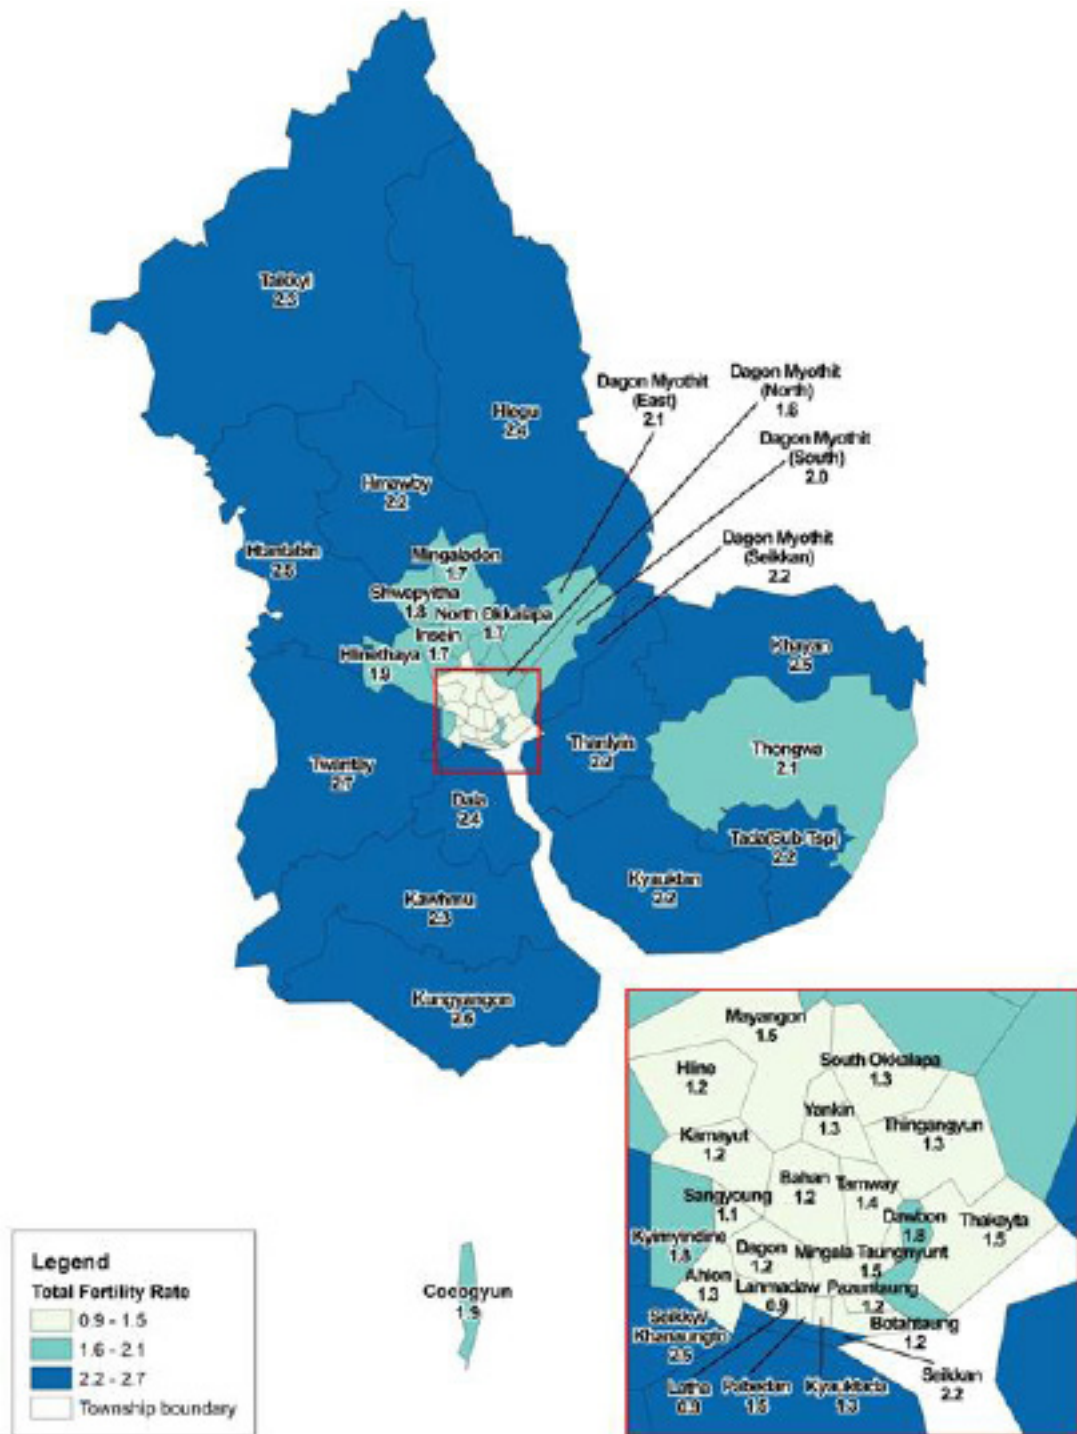 Taikkyi
2.3
Hlegu
2.4
Dagon Myothit
(East)
2.1
Dagon Myothit
(North)
1.8
Dagon Myothit
(South)
2.0
Dagon Myothit
(Seikkan)
2.2
Hmawby
2.2
Htantabin
2.6
Mingaladon
1.7
Shwepyitha
1.8
North Okkalapa
1.7
Insein
1.7
Hlinethaya
1.9
Khayan
2.5
Thongwa
2.1
Thanlyin
2.2
Twantay
2.7
Dala
2.4
Tada(Sub Tsp)
2.2
Kyauktan
2.2
Kawhmu
2.3
Kungyangon
2.6
Mayangon
1.5
South Okkalapa
1.3
Hline
1.2
Yankin
1.3
Thingangyun
1.3
Kamayut
1.2
Bahan
1.2
Tamway
1.4
Sangyoung
1.1
Dawbon
1.8
Thakayta
1.5
Kyimyindine
1.8
Dagon
1.2
Mingala Taungnyunt
1.5
Ahlon
1.3
Lanmadaw
0.9
Pazuntaung
1.2
Botahtaung
1.2
Seikkyi/
Khanaungto
Seikkan
2.2
Latha
0.9
Pabedan
1.5
Kyauktada
1.3
Cocogyun
1.9
Legend
Total Fertility Rate
0.9 - 1.5
1.6 - 2.1
2.2 - 2.7
Township boundary